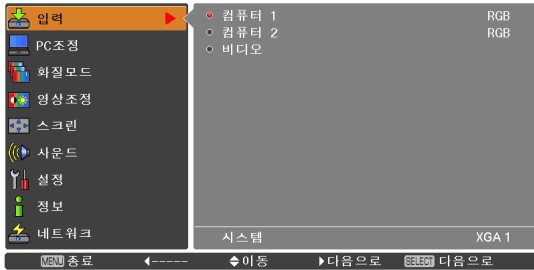 입력
PC조정
화질모드
영상조정
스크린
사운드
설정
정보
네트워크
컴퓨터 1 RGB
컴퓨터 2 RGB
비디오
시스템 XGA 1
MENU 종료 ◀----- ◆이동 ▶다음으로 SELECT 다음으로